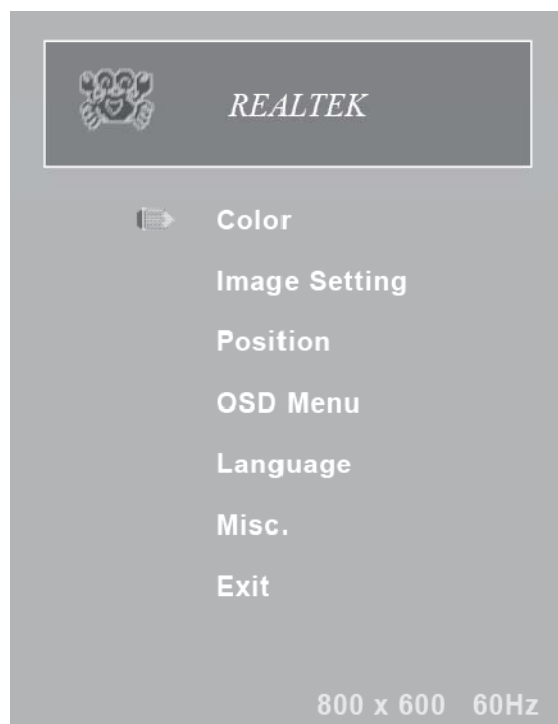 REALTEK
Color
Image Setting
Position
OSD Menu
Language
Misc.
Exit
800 x 600 60Hz